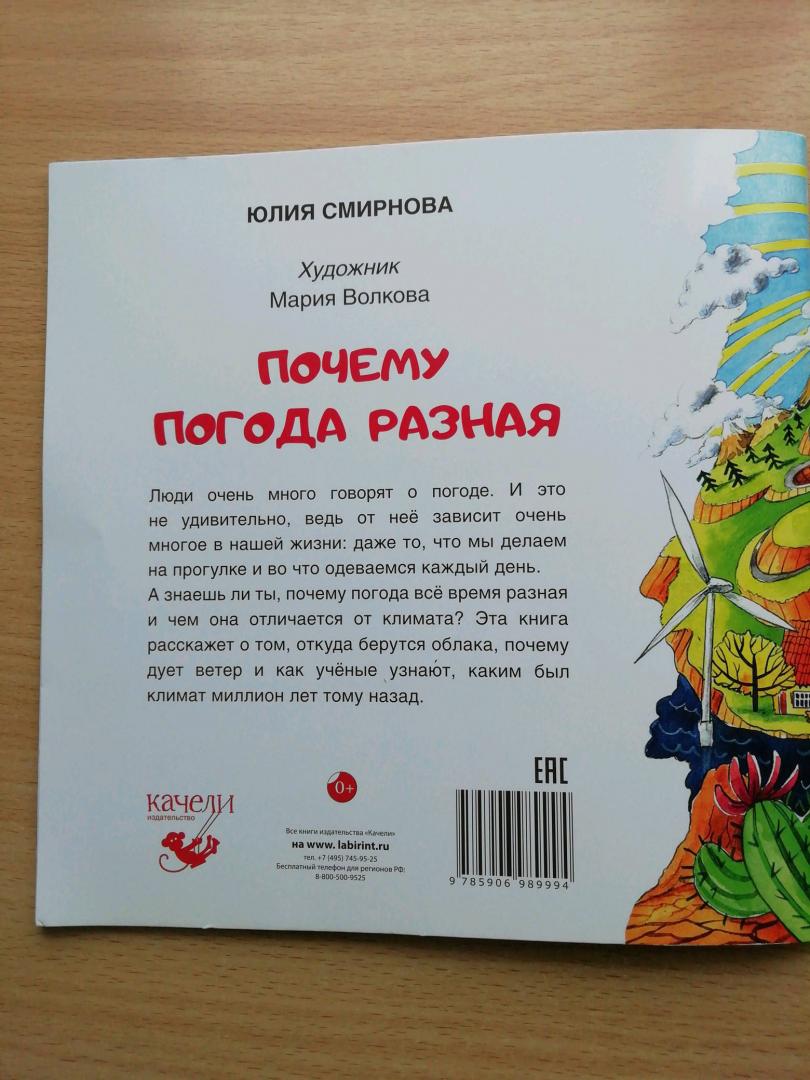 ЮЛИЯ СМИРНОВА
Художник
Мария Волкова
ПОЧЕМУ
ПОГОДА РАЗНАЯ
Люди очень много говорят о погоде. И это
не удивительно, ведь от неё зависит очень
многое в нашей жизни: даже то, что мы делаем
на прогулке и во что одеваемся каждый день.
А знаешь ли ты, почему погода всё время разная
и чем она отличается от климата? Эта книга
расскажет о том, откуда берутся облака, почему
дует ветер и как учёные узнаю́т, каким был
климат миллион лет тому назад.
качели
издательство
0+
Все книги издательства «Качели»
на www. labirint.ru
тел. +7 (495) 745-95-25
Бесплатный телефон для регионов РФ:
8-800-500-9525
EAC
9 785906 989994